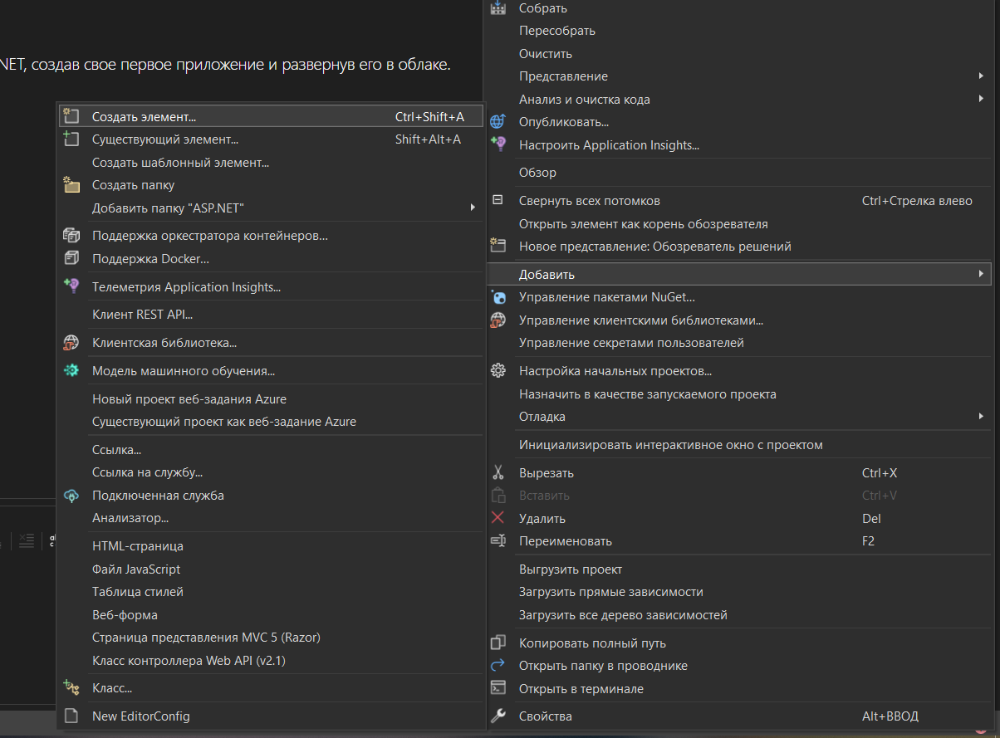 NET, создав свое первое приложение и развернув его в облаке.
Создать элемент... Ctrl+Shift+A
Существующий элемент... Shift+Alt+A
Создать шаблонный элемент...
Создать папку
Добавить папку "ASP.NET"
Поддержка оркестратора контейнеров...
Поддержка Docker...
Телеметрия Application Insights...
Клиент REST API...
Клиентская библиотека...
Модель машинного обучения...
Новый проект веб-задания Azure
Существующий проект как веб-задание Azure
Ссылка...
Ссылка на службу...
Подключенная служба
Анализатор...
HTML-страница
Файл JavaScript
Таблица стилей
Веб-форма
Страница представления MVC 5 (Razor)
Класс контроллера Web API (v2.1)
Класс...
New EditorConfig
Собрать
Пересобрать
Очистить
Представление
Анализ и очистка кода
Опубликовать...
Настроить Application Insights...
Обзор
Свернуть всех потомков Ctrl+Стрелка влево
Открыть элемент как корень обозревателя
Новое представление: Обозреватель решений
Добавить
Управление пакетами NuGet...
Управление клиентскими библиотеками...
Управление секретами пользователей
Настройка начальных проектов...
Назначить в качестве запускаемого проекта
Отладка
Инициализировать интерактивное окно с проектом
Вырезать Ctrl+X
Вставить Ctrl+V
Удалить Del
Переименовать F2
Выгрузить проект
Загрузить прямые зависимости
Загрузить все дерево зависимостей
Копировать полный путь
Открыть папку в проводнике
Открыть в терминале
Свойства Alt+ВВОД